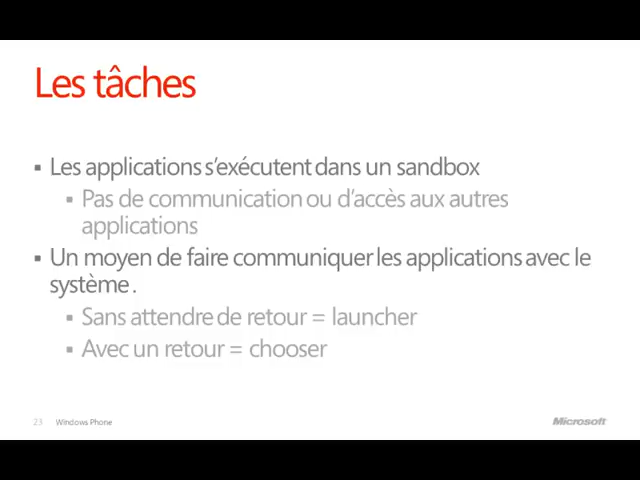 Les tâches
▪ Les applications s'exécutent dans un sandbox
▪ Pas de communication ou d'accès aux autres
applications
▪ Un moyen de faire communiquer les applications avec le
système.
▪ Sans attendre de retour = launcher
▪ Avec un retour = chooser
23 Windows Phone
Microsoft